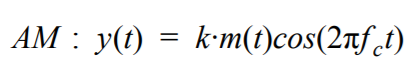 AM : y(t) = k·m(t)cos(2πf_ct)